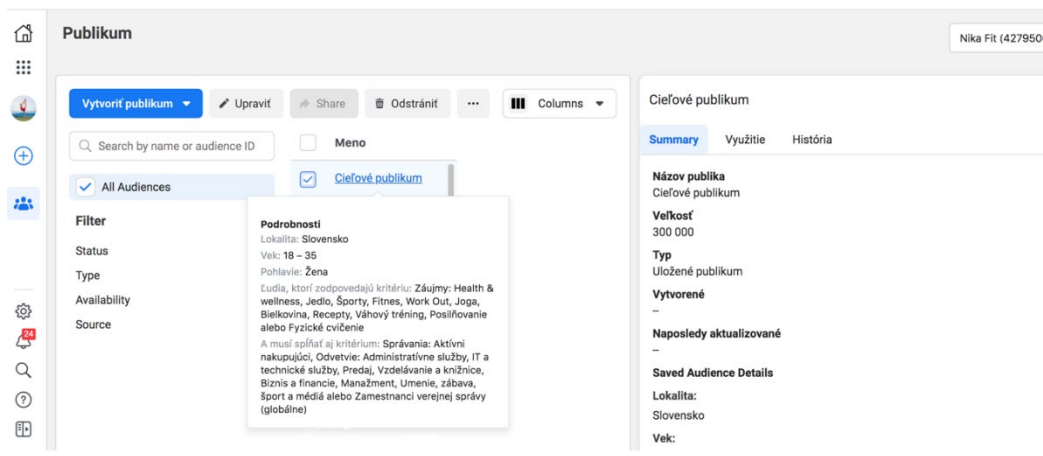 Publikum
Nika Fit (4279500
Vytvoriť publikum
Upraviť
Share
Odstrániť
Columns
Search by name or audience ID
Meno
All Audiences
Cieľové publikum
Filter
Status
Type
Availability
Source
Podrobnosti
Lokalita: Slovensko
Vek: 18 – 35
Pohlavie: Žena
Ľudia, ktorí zodpovedajú kritériu: Záujmy: Health &
wellness, Jedlo, Športy, Fitnes, Work Out, Joga,
Bielkovina, Recepty, Váhový tréning, Posilňovanie
alebo Fyzické cvičenie
A musí spĺňať aj kritérium: Správania: Aktívni
nakupujúci, Odvetvie: Administratívne služby, IT a
technické služby, Predaj, Vzdelávanie a knižnice,
Biznis a financie, Manažment, Umenie, zábava,
šport a médiá alebo Zamestnanci verejnej správy
(globálne)
24
Cieľové publikum
Summary
Využitie
História
Názov publika
Cieľové publikum
Veľkosť
300 000
Typ
Uložené publikum
Vytvorené
--
Naposledy aktualizované
--
Saved Audience Details
Lokalita:
Slovensko
Vek: